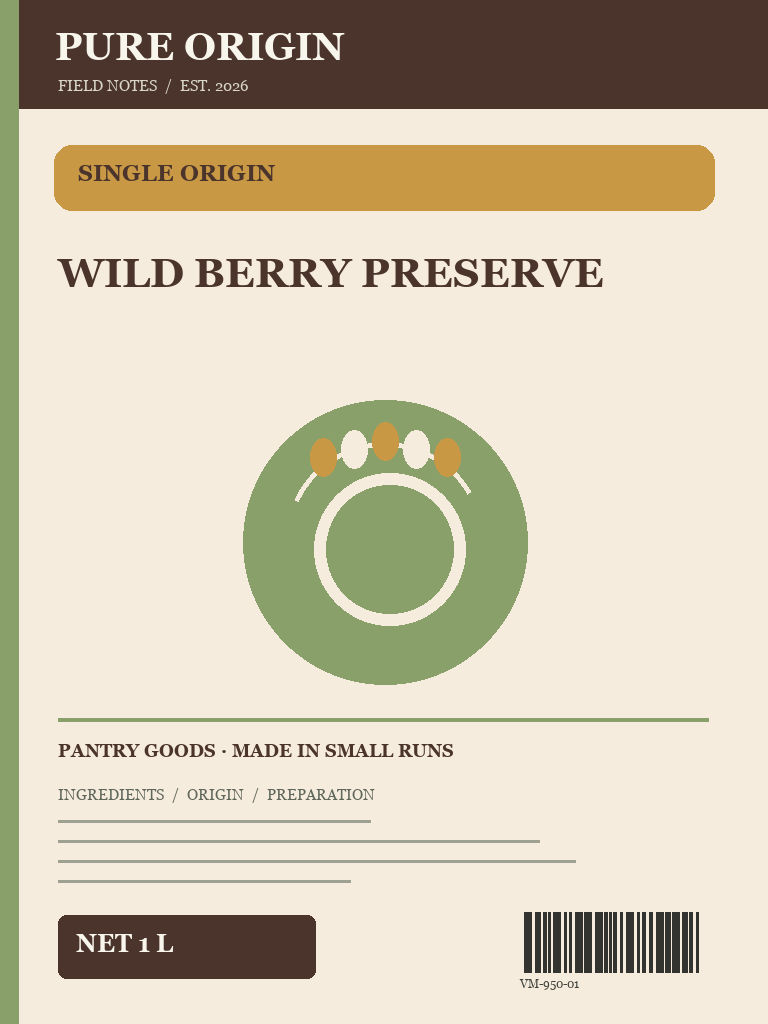 PURE ORIGIN
FIELD NOTES / EST. 2026
SINGLE ORIGIN
WILD BERRY PRESERVE
PANTRY GOODS · MADE IN SMALL RUNS
INGREDIENTS / ORIGIN / PREPARATION
NET 1 L
VM-950-01